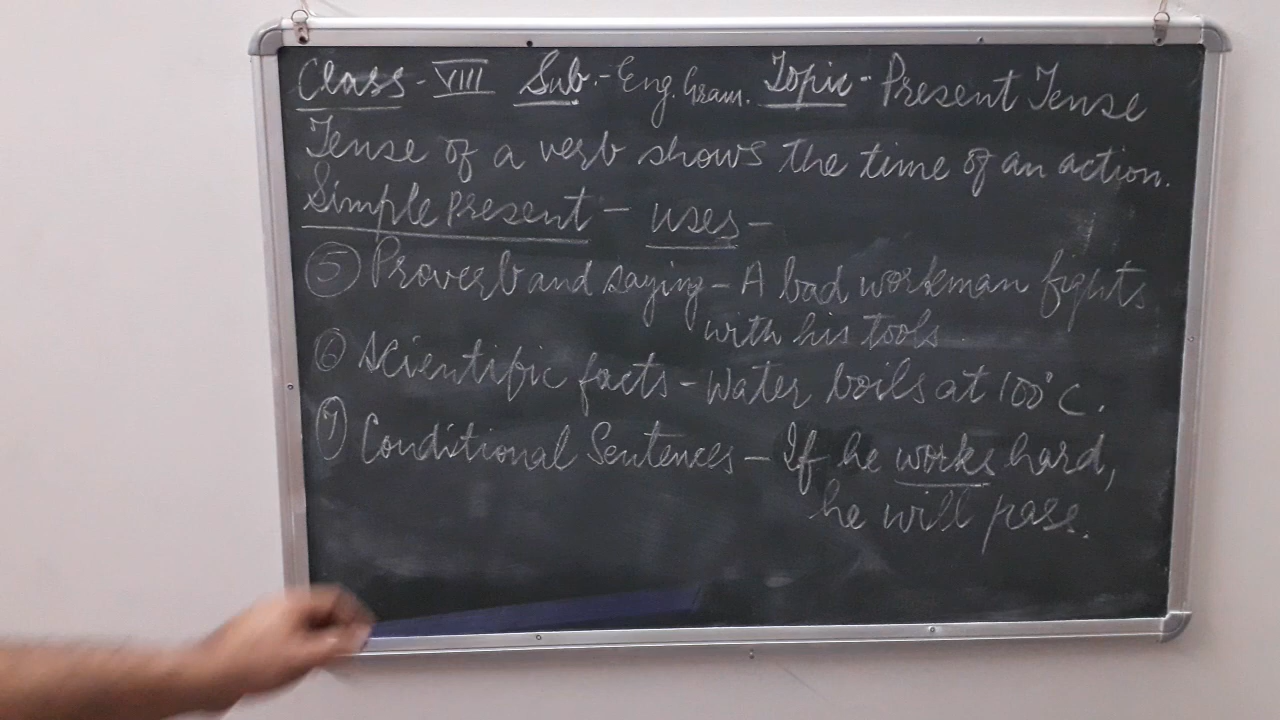 Class - VIII Sub. - Eng. Gram. Topic - Present Tense
Tense of a verb shows the time of an action.
Simple Present - uses -
⑤ Proverb and saying - A bad workman fights
with his tools
⑥ Scientific facts - Water boils at 100°C.
⑦ Conditional Sentences - If he works hard,
he will pass.